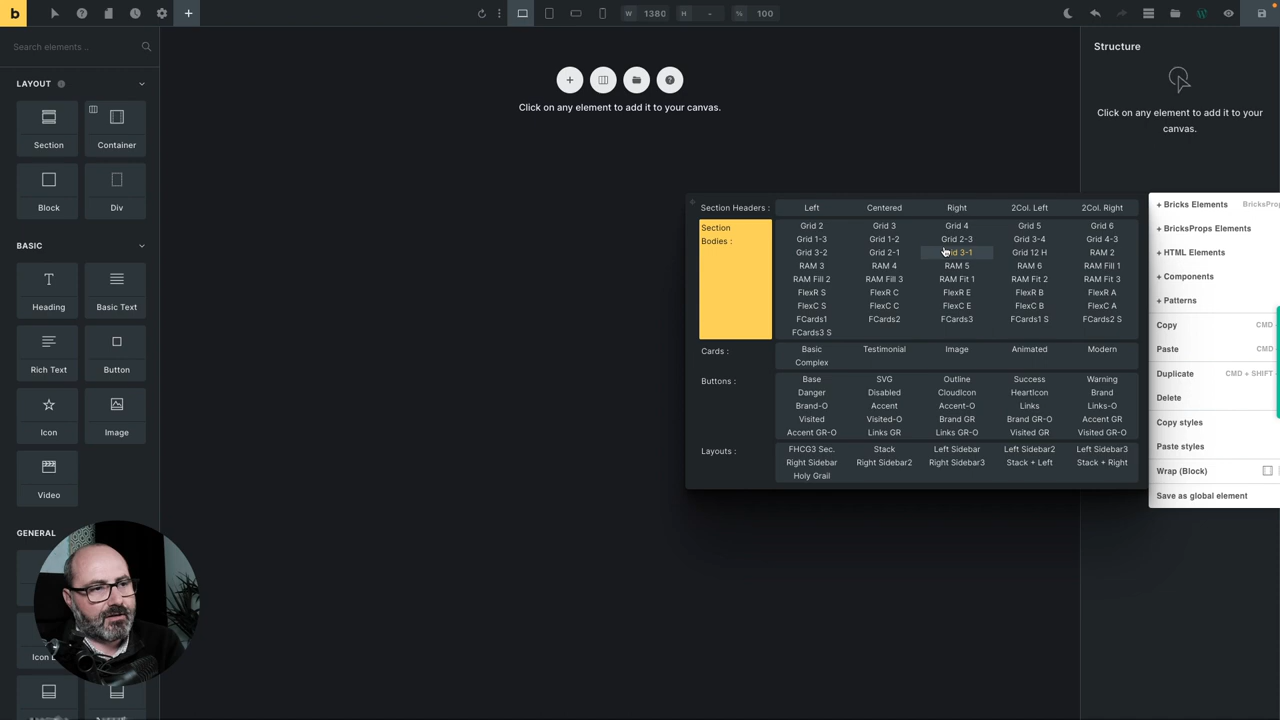 b
W 1380 H - % 100
Search elements ..
LAYOUT
Section
Container
Block
Div
BASIC
Heading
Basic Text
Rich Text
Button
Icon
Image
Video
GENERAL
Click on any element to add it to your canvas.
Structure
Click on any element to add it to your
canvas.
Section Headers : Left Centered Right 2Col. Left 2Col. Right
Section
Bodies :
Grid 2 Grid 3 Grid 4 Grid 5 Grid 6
Grid 1-3 Grid 1-2 Grid 2-3 Grid 3-4 Grid 4-3
Grid 3-2 Grid 2-1 id 3-1 Grid 12 H RAM 2
RAM 3 RAM 4 RAM 5 RAM 6 RAM Fill 1
RAM Fill 2 RAM Fill 3 RAM Fit 1 RAM Fit 2 RAM Fit 3
FlexR S FlexR C FlexR E FlexR B FlexR A
FlexC S FlexC C FlexC E FlexC B FlexC A
FCards1 FCards2 FCards3 FCards1 S FCards2 S
FCards3 S
Cards : Basic Testimonial Image Animated Modern
Complex
Buttons : Base SVG Outline Success Warning
Danger Disabled CloudIcon HeartIcon Brand
Brand-O Accent Accent-O Links Links-O
Visited Visited-O Brand GR Brand GR-O Accent GR
Accent GR-O Links GR Links GR-O Visited GR Visited GR-O
Layouts : FHCG3 Sec. Stack Left Sidebar Left Sidebar2 Left Sidebar3
Right Sidebar Right Sidebar2 Right Sidebar3 Stack + Left Stack + Right
Holy Grail
+ Bricks Elements BricksProp
+ BricksProps Elements
+ HTML Elements
+ Components
+ Patterns
Copy CMD
Paste CMD
Duplicate CMD + SHIFT
Delete
Copy styles
Paste styles
Wrap (Block)
Save as global element